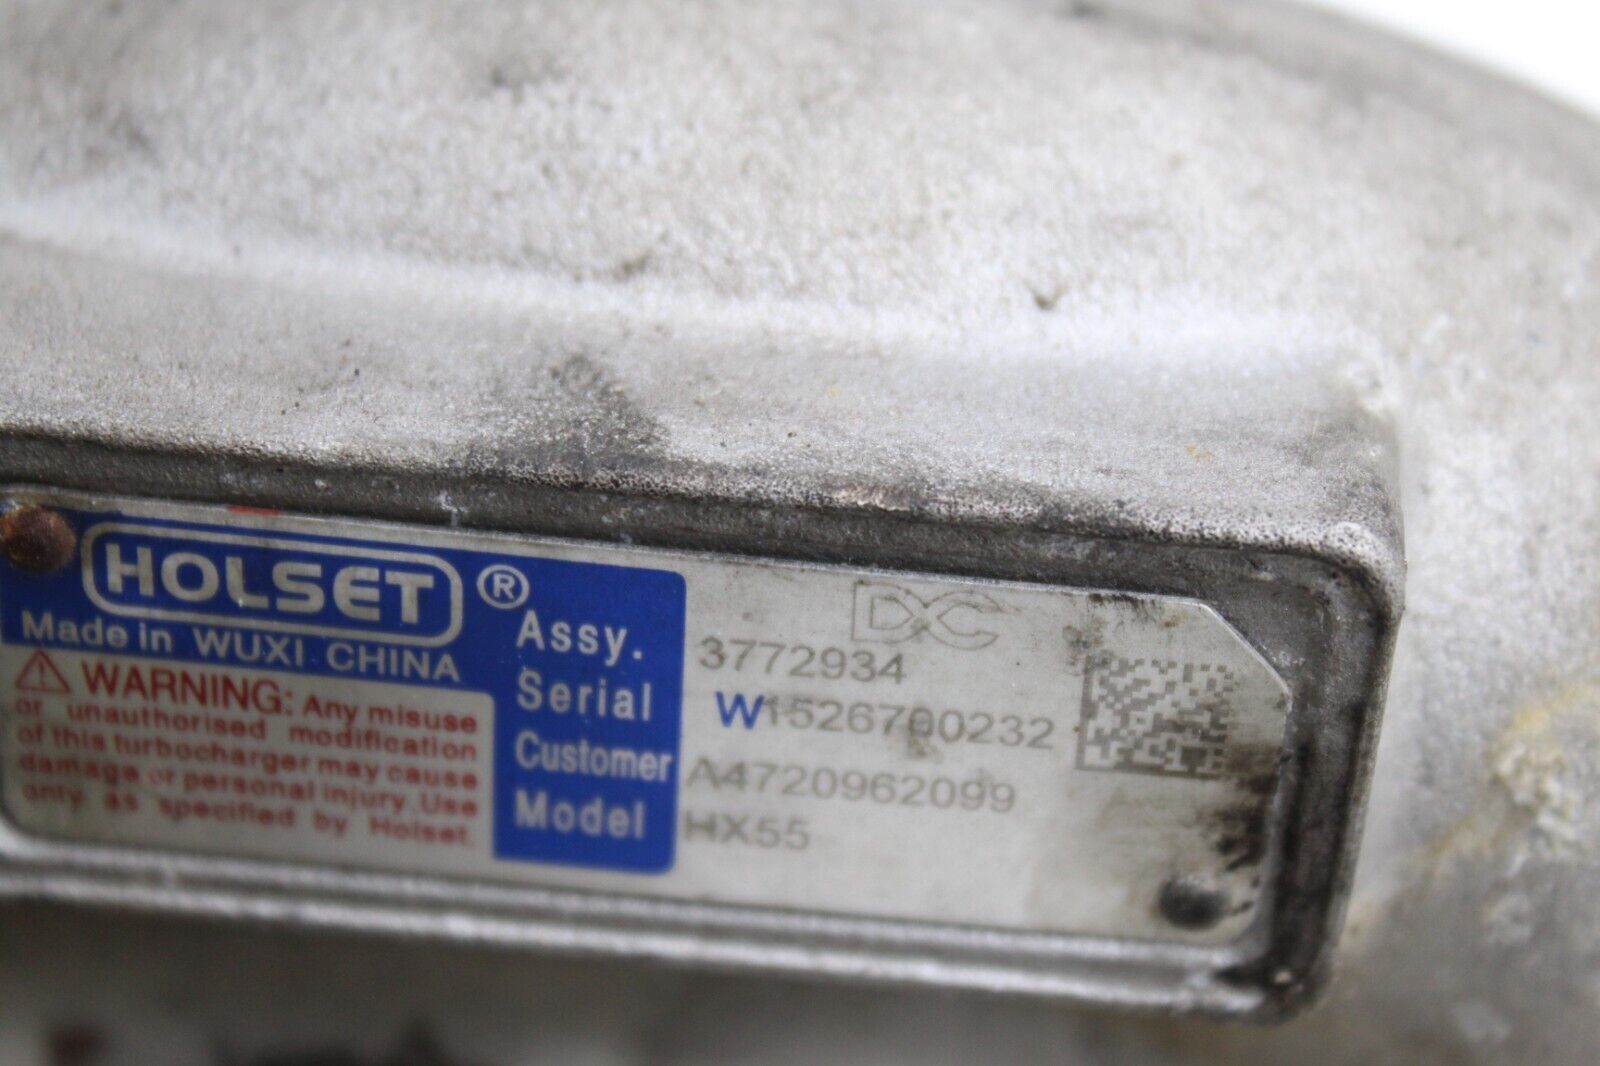 HOLSET ®
Made in WUXI CHINA
WARNING: Any misuse
or unauthorised modification
of this turbocharger may cause
damage or personal injury. Use
only as specified by Holset.
DC
Assy. 3772934
Serial W1526700232
Customer A4720962099
Model HX55